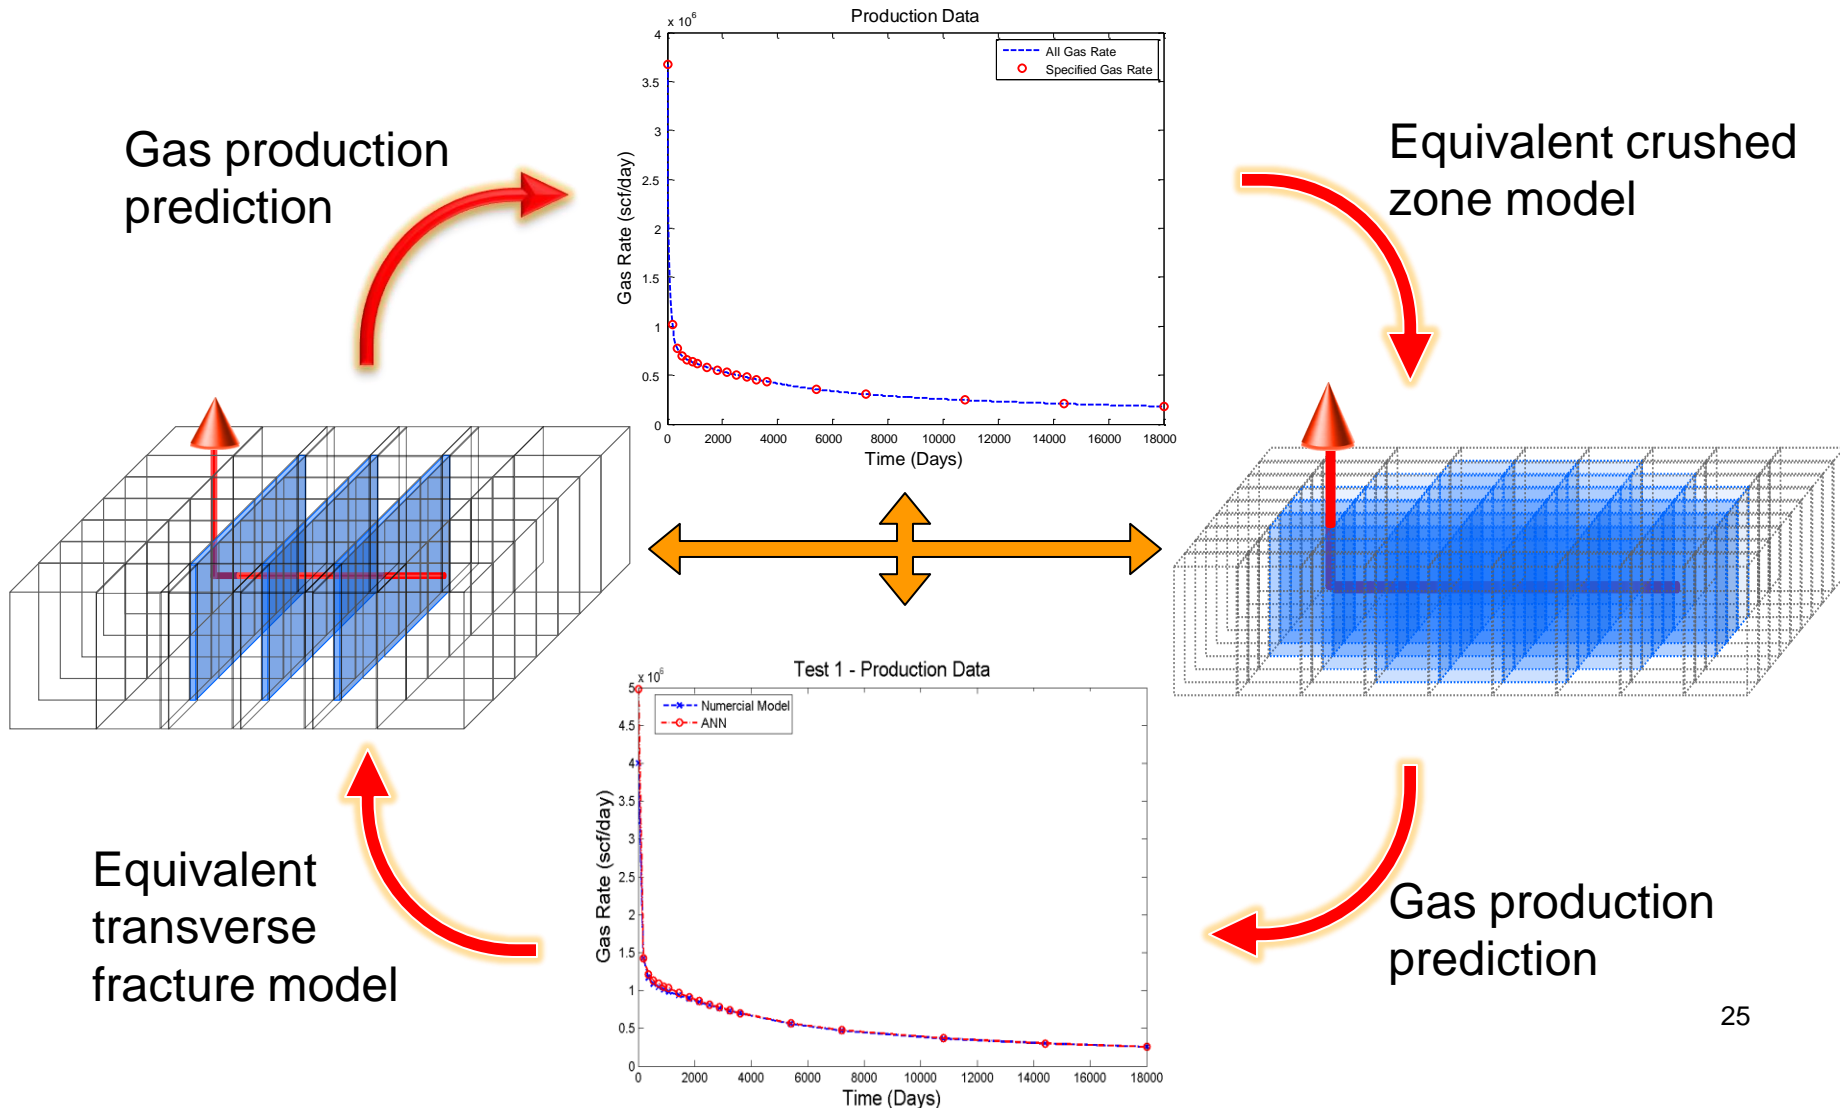 Production Data
x 10^6
4
3.5
3
2.5
2
1.5
1
0.5
0
Gas Rate (scf/day)
All Gas Rate
Specified Gas Rate
0 2000 4000 6000 8000 10000 12000 14000 16000 18000
Time (Days)
Gas production
prediction
Equivalent crushed
zone model
Test 1 - Production Data
x 10^6
5
4.5
4
3.5
3
2.5
2
1.5
1
0.5
0
Gas Rate (scf/day)
Numercial Model
ANN
0 2000 4000 6000 8000 10000 12000 14000 16000 18000
Time (Days)
Equivalent
transverse
fracture model
Gas production
prediction
25